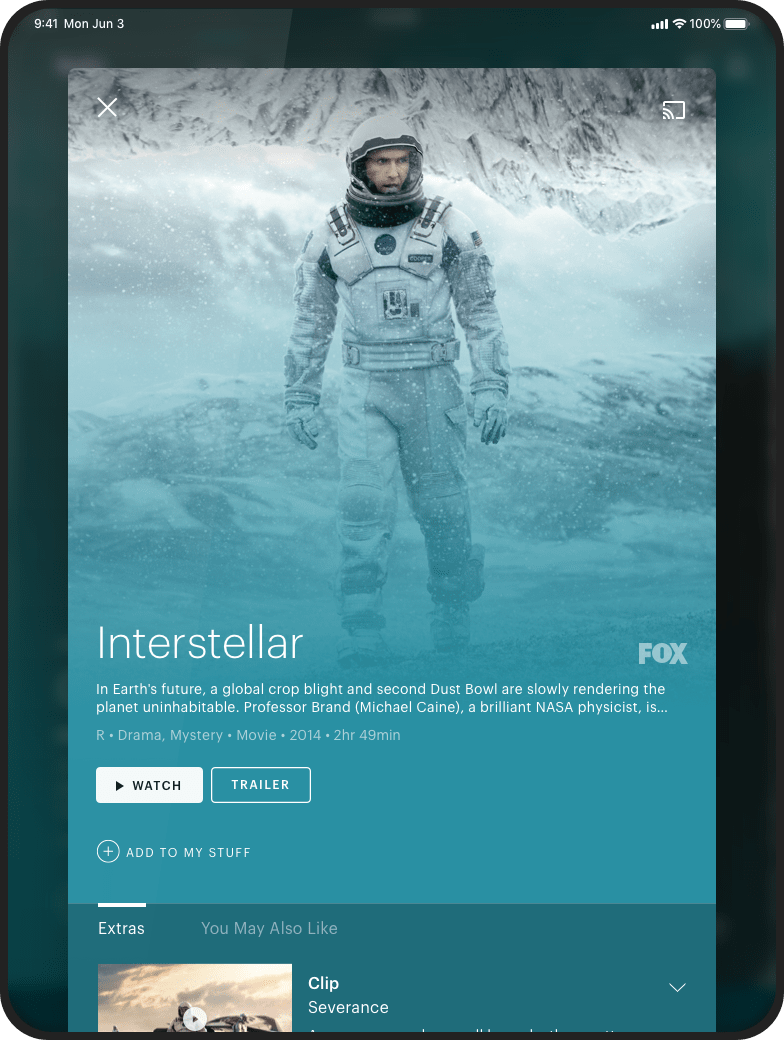 9:41 Mon Jun 3
100%
Interstellar
FOX
In Earth's future, a global crop blight and second Dust Bowl are slowly rendering the
planet uninhabitable. Professor Brand (Michael Caine), a brilliant NASA physicist, is...
R • Drama, Mystery • Movie • 2014 • 2hr 49min
WATCH
TRAILER
ADD TO MY STUFF
Extras
You May Also Like
Clip
Severance